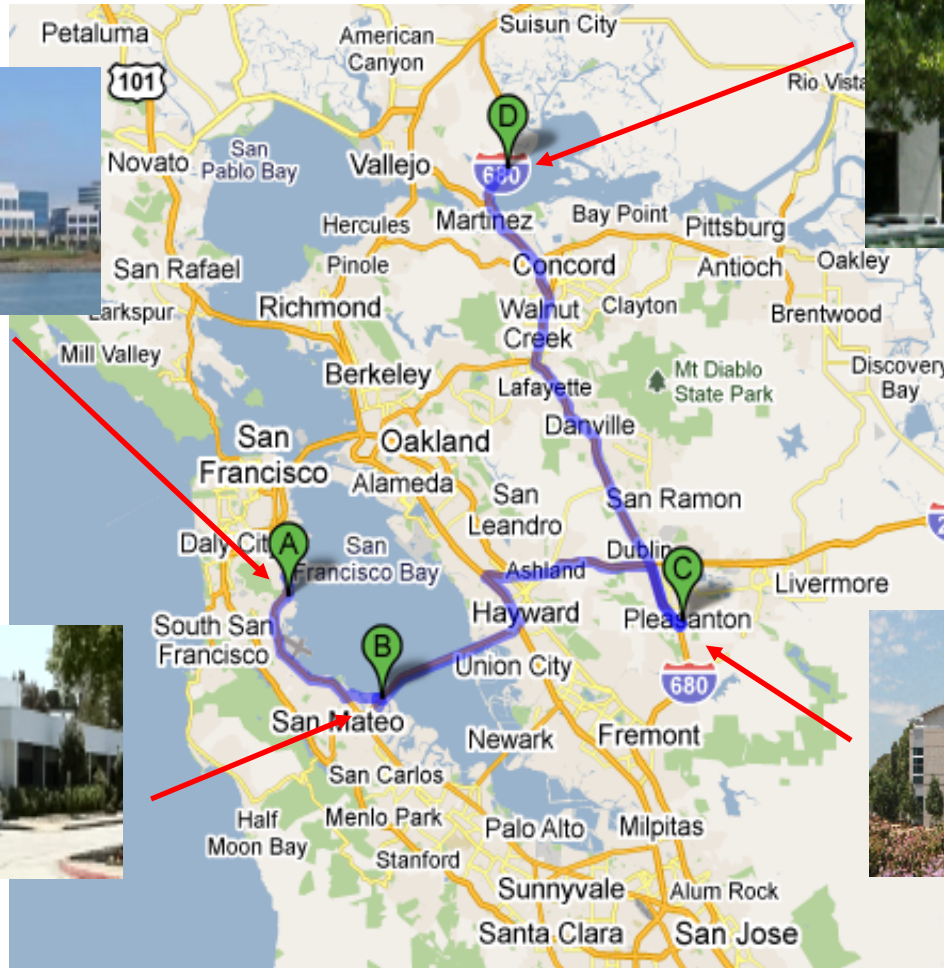 Petaluma
American
Canyon
Suisun City
101
D
Rio Vista
Novato
San
Pablo Bay
Vallejo
680
Hercules
Martinez
Bay Point
Pittsburg
San Rafael
Pinole
Concord
Antioch
Oakley
Larkspur
Richmond
Walnut
Creek
Clayton
Brentwood
Mill Valley
Berkeley
Lafayette
Mt Diablo
State Park
Discovery
Bay
San
Francisco
Oakland
Danville
Alameda
San
Leandro
San Ramon
Daly City
A
San
Francisco Bay
Ashland
Dublin
C
Livermore
South San
Francisco
Hayward
Pleasanton
B
Union City
680
San Mateo
Newark
Fremont
San Carlos
Half
Moon Bay
Menlo Park
Palo Alto
Milpitas
Stanford
Sunnyvale
Alum Rock
Santa Clara
San Jose